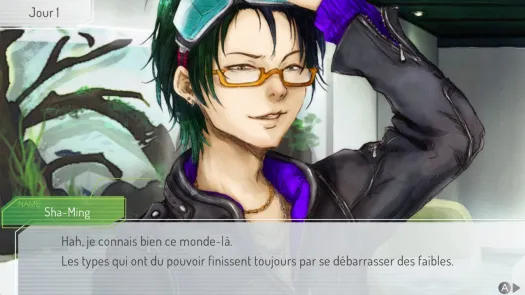 Jour 1
NAME
Sha-Ming
Hah, je connais bien ce monde-là.
Les types qui ont du pouvoir finissent toujours par se débarrasser des faibles.
A